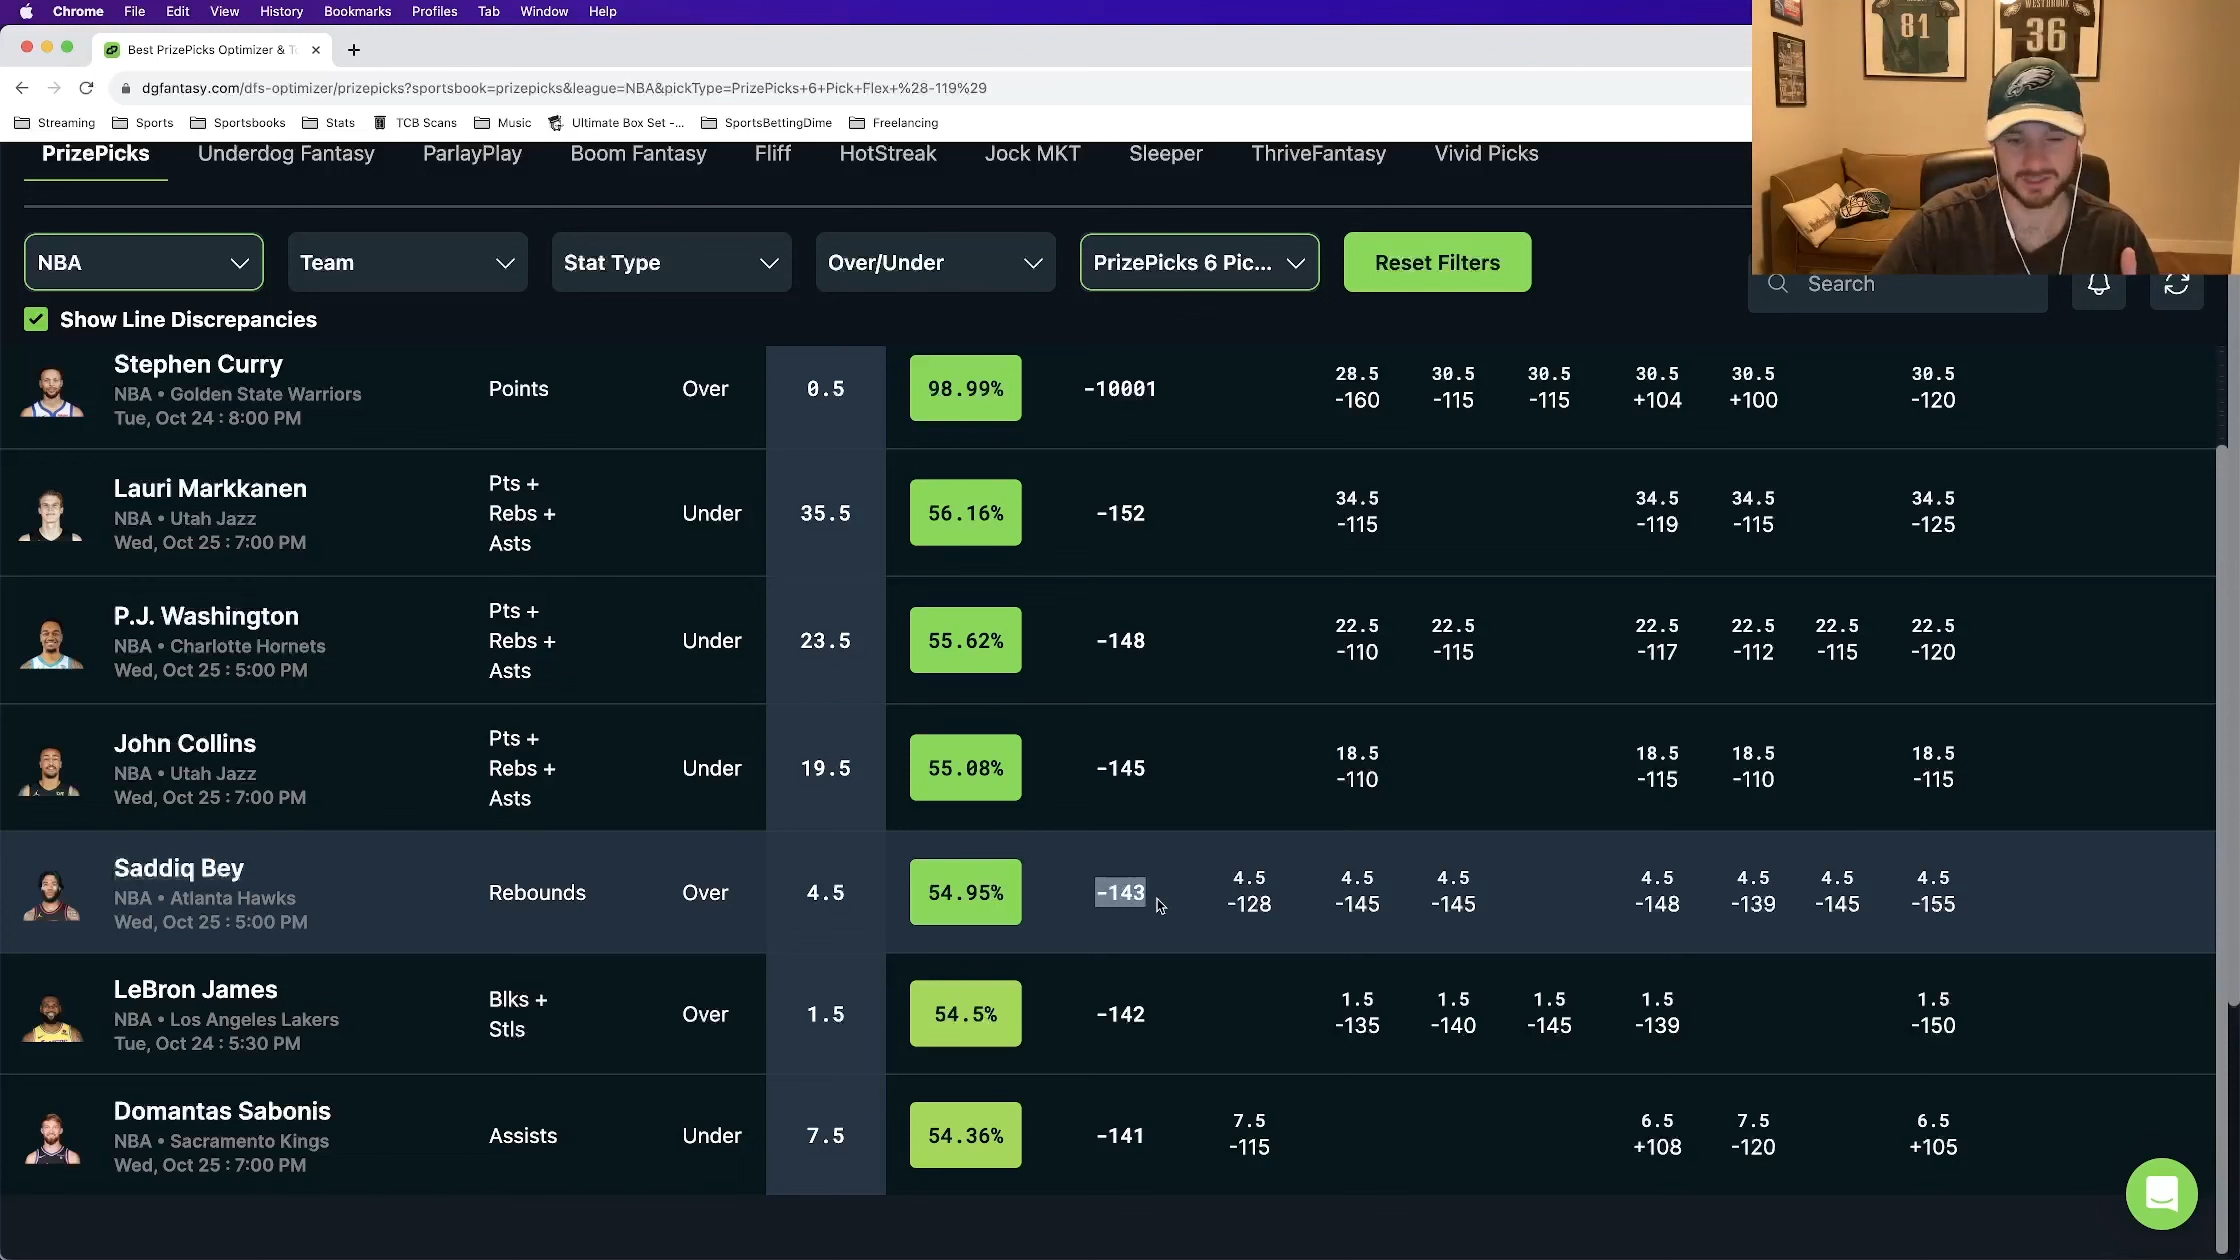 Chrome File Edit View History Bookmarks Profiles Tab Window Help
Best PrizePicks Optimizer & To
dgfantasy.com/dfs-optimizer/prizepicks?sportsbook=prizepicks&league=NBA&pickType=PrizePicks+6+Pick+Flex+%28-119%29
Streaming Sports Sportsbooks Stats TCB Scans Music Ultimate Box Set -... SportsBettingDime Freelancing
81
WESTBROOK
36
PrizePicks Underdog Fantasy ParlayPlay Boom Fantasy Fliff HotStreak Jock MKT Sleeper ThriveFantasy Vivid Picks
NBA Team Stat Type Over/Under PrizePicks 6 Pic... Reset Filters
Search
Show Line Discrepancies
Stephen Curry
NBA • Golden State Warriors
Tue, Oct 24 : 8:00 PM
Points Over 0.5 98.99% -10001
28.5 30.5 30.5 30.5 30.5 30.5
-160 -115 -115 +104 +100 -120
Lauri Markkanen
NBA • Utah Jazz
Wed, Oct 25 : 7:00 PM
Pts +
Rebs +
Asts
Under 35.5 56.16% -152
34.5 34.5 34.5 34.5
-115 -119 -115 -125
P.J. Washington
NBA • Charlotte Hornets
Wed, Oct 25 : 5:00 PM
Pts +
Rebs +
Asts
Under 23.5 55.62% -148
22.5 22.5 22.5 22.5 22.5 22.5
-110 -115 -117 -112 -115 -120
John Collins
NBA • Utah Jazz
Wed, Oct 25 : 7:00 PM
Pts +
Rebs +
Asts
Under 19.5 55.08% -145
18.5 18.5 18.5 18.5
-110 -115 -110 -115
Saddiq Bey
NBA • Atlanta Hawks
Wed, Oct 25 : 5:00 PM
Rebounds Over 4.5 54.95% -143
4.5 4.5 4.5 4.5 4.5 4.5 4.5
-128 -145 -145 -148 -139 -145 -155
LeBron James
NBA • Los Angeles Lakers
Tue, Oct 24 : 5:30 PM
Blks +
Stls
Over 1.5 54.5% -142
1.5 1.5 1.5 1.5 1.5
-135 -140 -145 -139 -150
Domantas Sabonis
NBA • Sacramento Kings
Wed, Oct 25 : 7:00 PM
Assists Under 7.5 54.36% -141
7.5 6.5 7.5 6.5
-115 +108 -120 +105